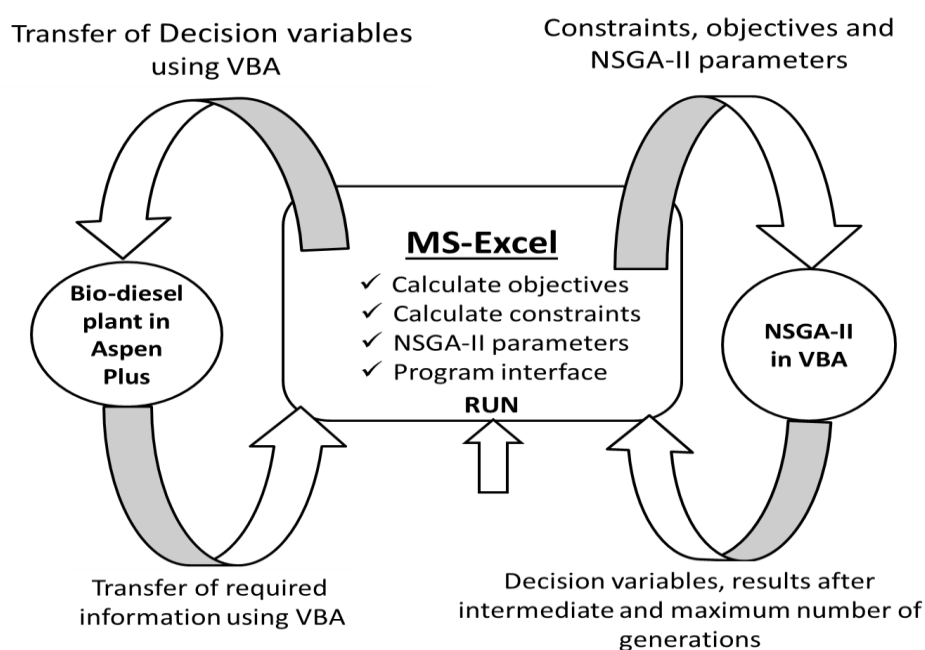 Transfer of Decision variables
using VBA
Constraints, objectives and
NSGA-II parameters
MS-Excel
✓ Calculate objectives
✓ Calculate constraints
✓ NSGA-II parameters
✓ Program interface
RUN
Bio-diesel
plant in
Aspen
Plus
NSGA-II
in VBA
Transfer of required
information using VBA
Decision variables, results after
intermediate and maximum number of
generations